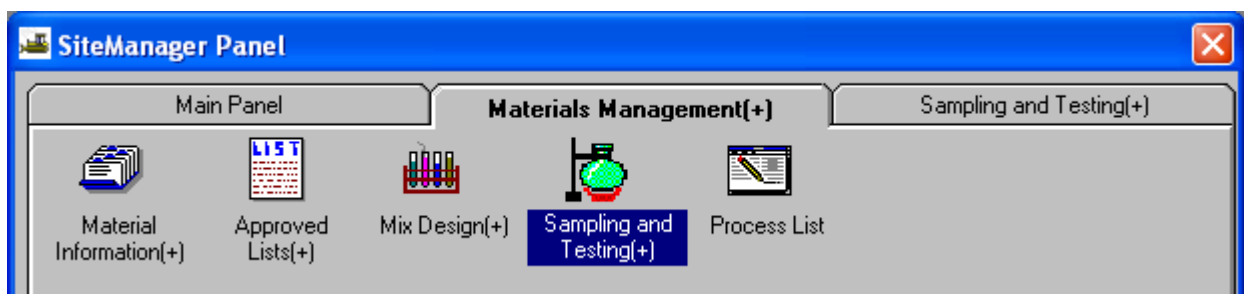 SiteManager Panel
Main Panel
Materials Management(+)
Sampling and Testing(+)
LIST
Material
Information(+)
Approved
Lists(+)
Mix Design(+)
Sampling and
Testing(+)
Process List